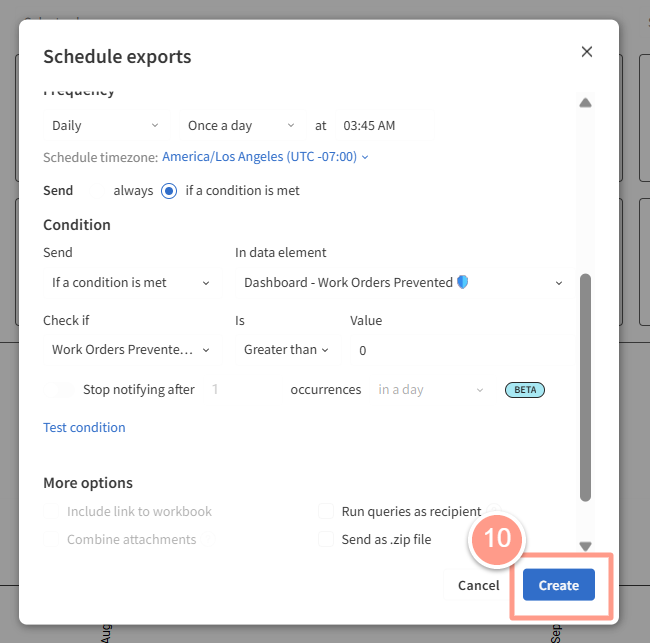 Schedule exports
Frequency
Daily Once a day at 03:45 AM
Schedule timezone: America/Los Angeles (UTC -07:00)
Send always if a condition is met
Condition
Send In data element
If a condition is met Dashboard - Work Orders Prevented
Check if Is Value
Work Orders Prevente... Greater than 0
Stop notifying after 1 occurrences in a day BETA
Test condition
More options
Include link to workbook Run queries as recipient
Combine attachments Send as .zip file
10
Cancel Create
Aug
Sep